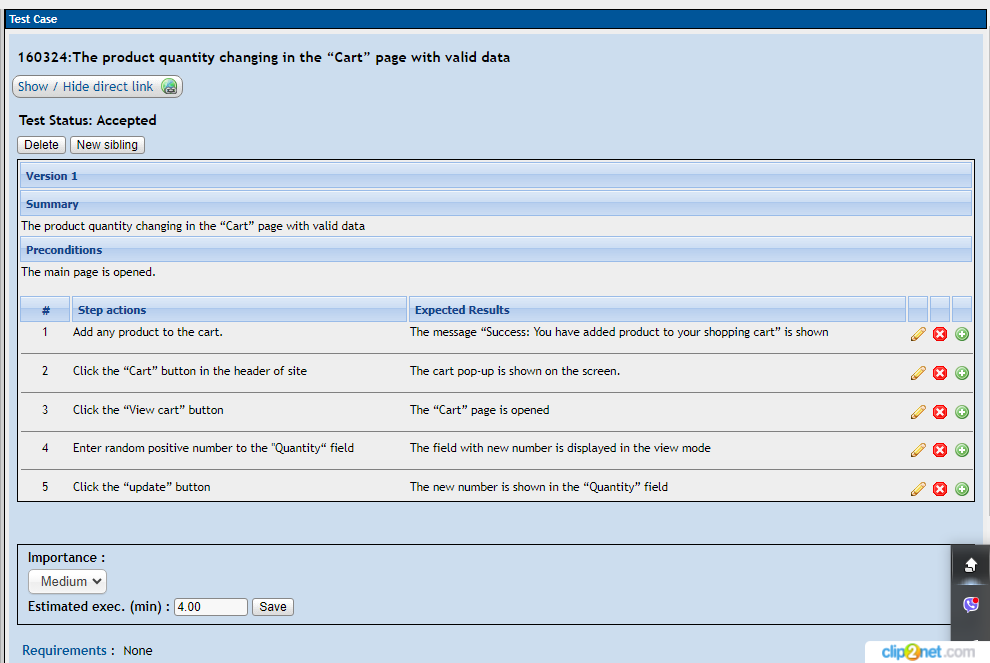 Test Case
160324:The product quantity changing in the “Cart” page with valid data
Show / Hide direct link
Test Status: Accepted
Delete New sibling
Version 1
Summary
The product quantity changing in the “Cart” page with valid data
Preconditions
The main page is opened.
# Step actions Expected Results
1 Add any product to the cart. The message “Success: You have added product to your shopping cart” is shown
2 Click the “Cart” button in the header of site The cart pop-up is shown on the screen.
3 Click the “View cart” button The “Cart” page is opened
4 Enter random positive number to the "Quantity“ field The field with new number is displayed in the view mode
5 Click the “update” button The new number is shown in the “Quantity” field
Importance :
Medium
Estimated exec. (min) : 4.00 Save
Requirements : None
clip2net.com